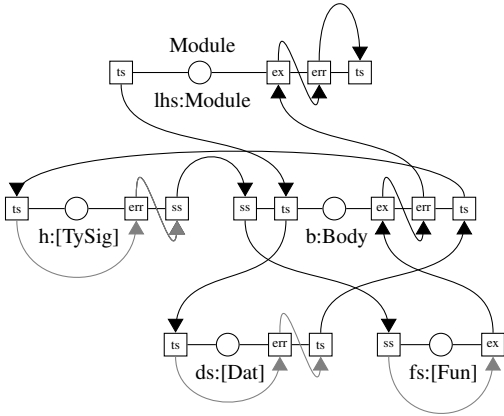 Module
ts ex err ts
lhs:Module
ts err ss ss ts ex err ts
h:[TySig] b:Body
ts err ts ss ex
ds:[Dat] fs:[Fun]